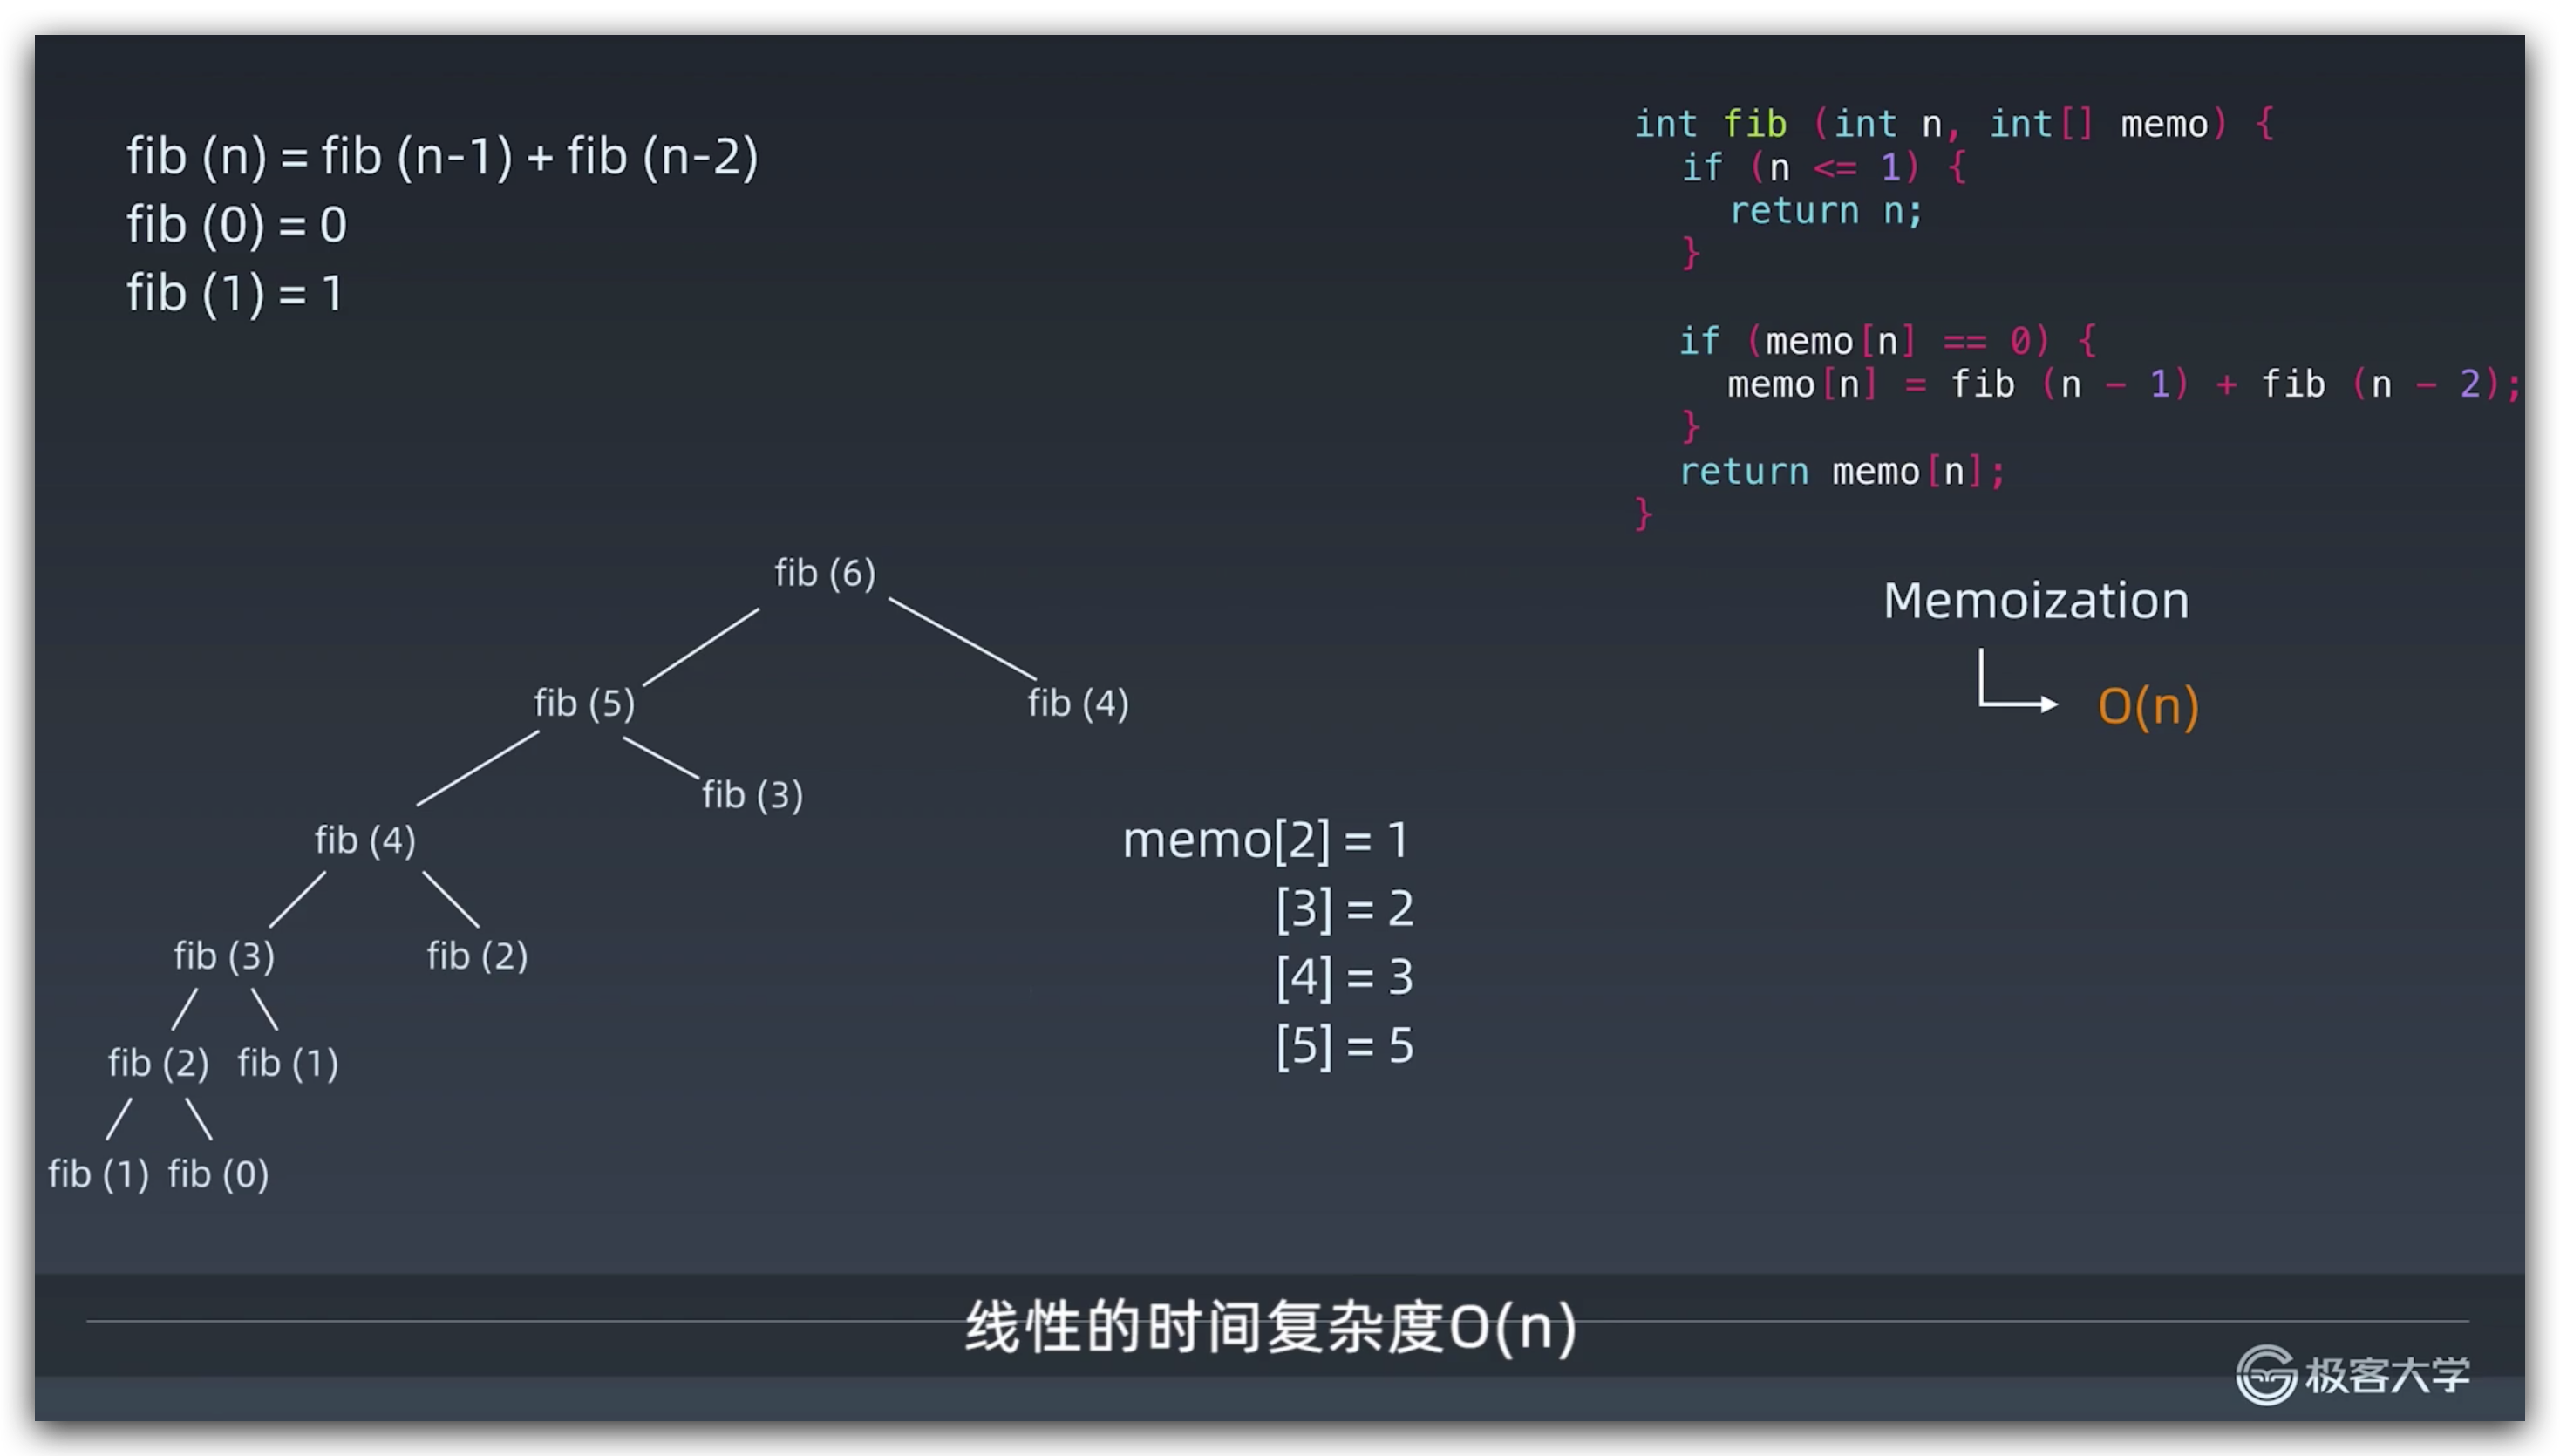 fib (n) = fib (n-1) + fib (n-2)
fib (0) = 0
fib (1) = 1
int fib (int n, int[] memo) {
if (n <= 1) {
return n;
}
if (memo[n] == 0) {
memo[n] = fib (n - 1) + fib (n - 2);
}
return memo[n];
}
fib (6)
fib (5) fib (4)
fib (3)
fib (4)
fib (3) fib (2)
fib (2) fib (1)
fib (1) fib (0)
memo[2] = 1
[3] = 2
[4] = 3
[5] = 5
Memoization
O(n)
线性的时间复杂度O(n)
极客大学